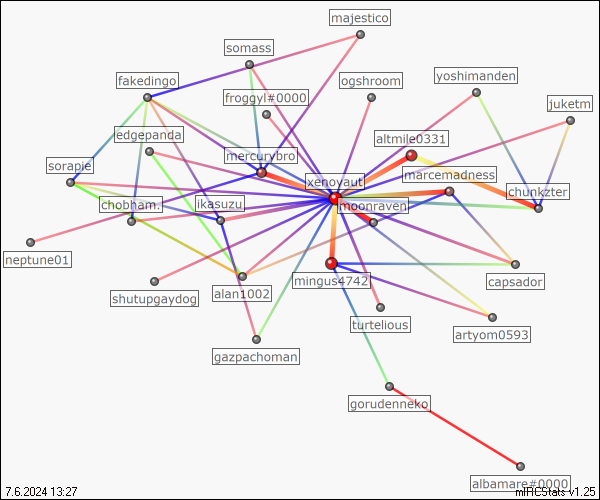 majestico
somass
yoshimanden
fakedingo
ogshroom
froggyl#0000
juketm
edgepanda
altmile0331
mercurybro
sorapie
marceness
xenoyaut
chunkzter
chobham.
ikasuzu
moonraven
neptune01
mingus4742
capsador
shutupgaydog
alan1002
turtelious
artyom0593
gazpachoman
gorudenneko
albamare#0000
7.6.2024 13:27
mIRCStats v1.25